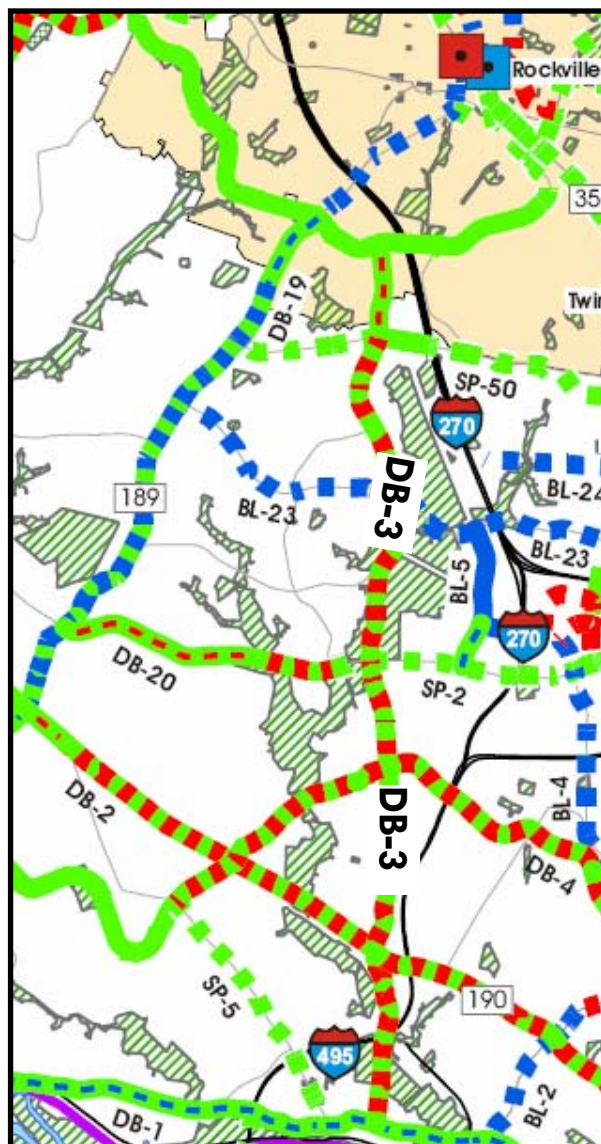 Rockville
35
DB-19
Twin
SP-50
270
DB-3
BL-24
189
BL-23
BL-23
BL-5
270
DB-20
SP-2
DB-2
BL-4
DB-3
DB-4
SP-5
190
495
BL-2
DB-1